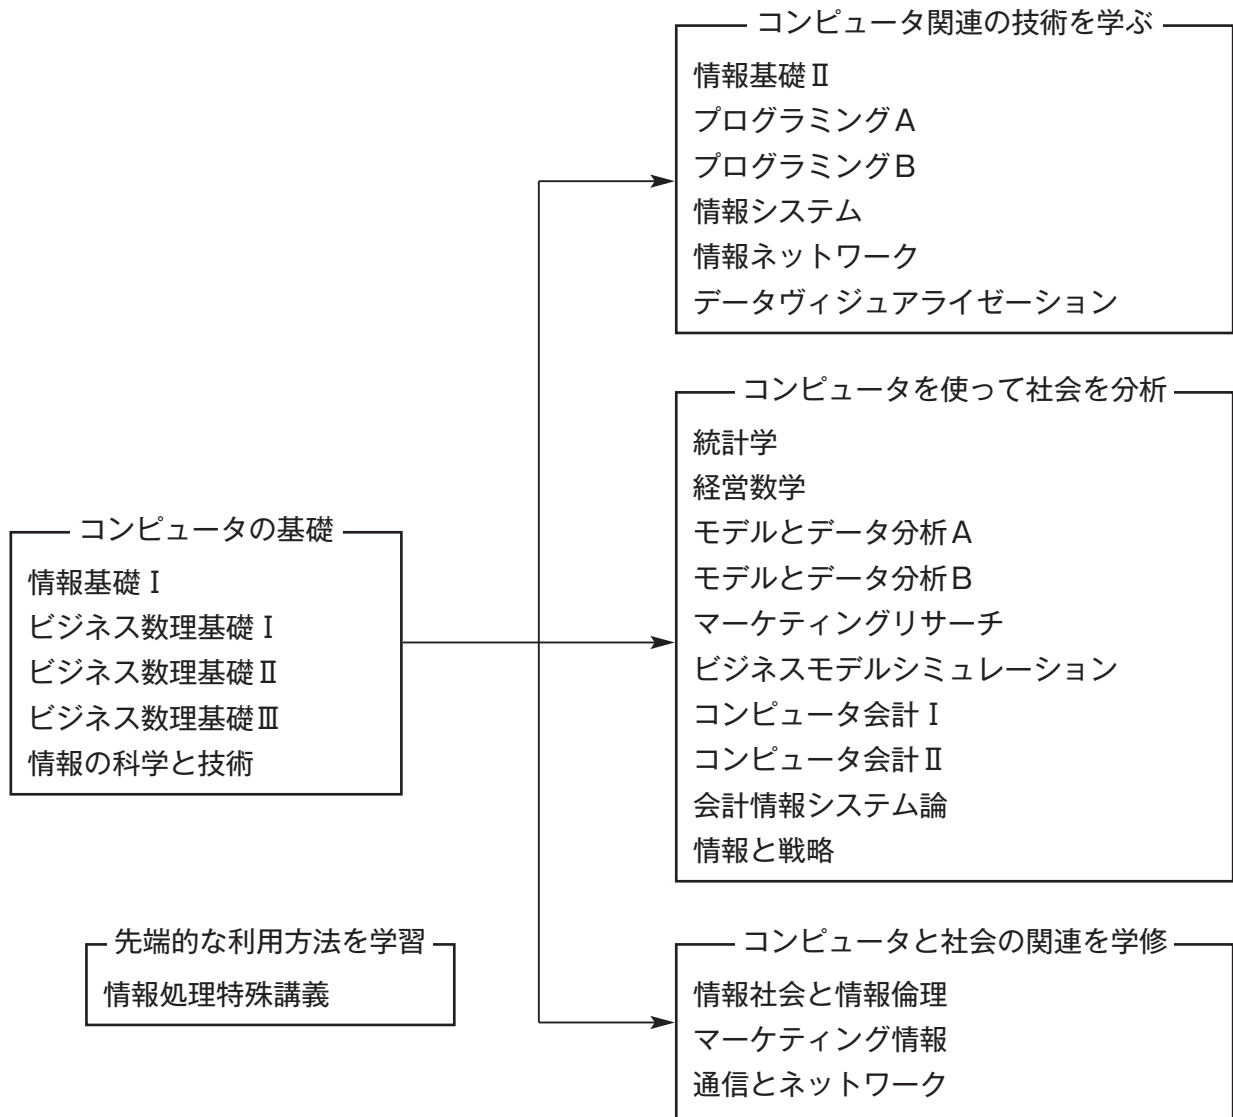 コンピュータの基礎
情報基礎Ⅰ
ビジネス数理基礎Ⅰ
ビジネス数理基礎Ⅱ
ビジネス数理基礎Ⅲ
情報の科学と技術
先端的な利用方法を学習
情報処理特殊講義
コンピュータ関連の技術を学ぶ
情報基礎Ⅱ
プログラミングA
プログラミングB
情報システム
情報ネットワーク
データヴィジュアライゼーション
コンピュータを使って社会を分析
統計学
経営数学
モデルとデータ分析A
モデルとデータ分析B
マーケティングリサーチ
ビジネスモデルシミュレーション
コンピュータ会計Ⅰ
コンピュータ会計Ⅱ
会計情報システム論
情報と戦略
コンピュータと社会の関連を学修
情報社会と情報倫理
マーケティング情報
通信とネットワーク